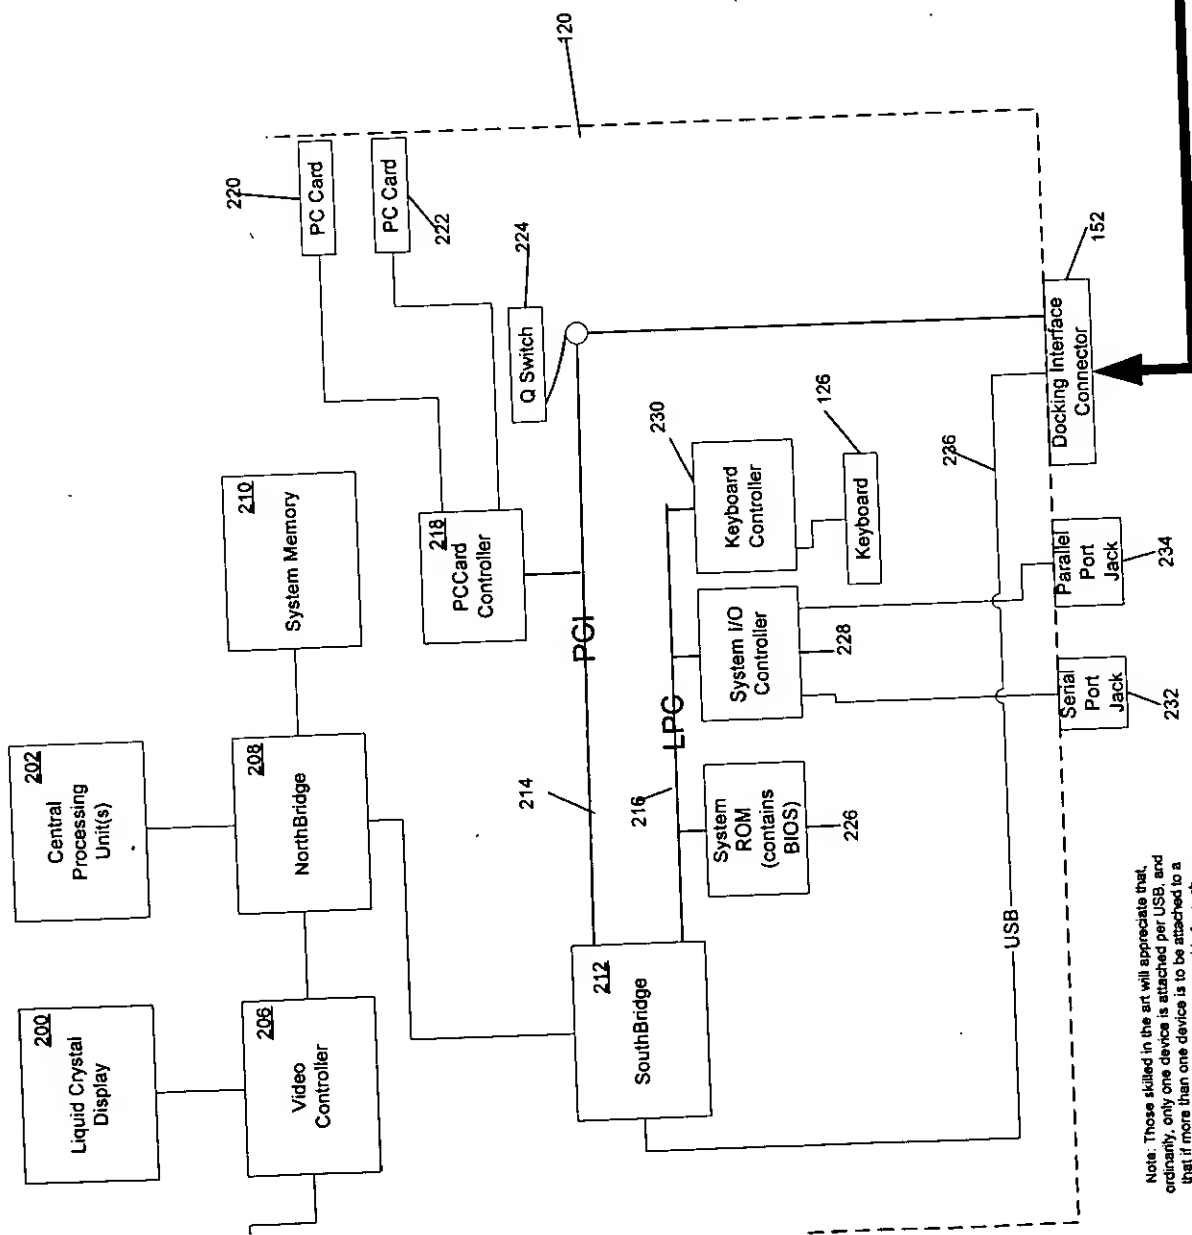 120
220
PC Card
PC Card
222
224
Q Switch
152
Docking Interface
Connector
210
System Memory
218
PCCard
Controller
230
Keyboard
Controller
126
Keyboard
236
PGI
System I/O
Controller
228
Parallel
Port
Jack
234
Serial
Port
Jack
232
202
Central
Processing
Unit(s)
208
NorthBridge
214
LPG
216
System
ROM
(contains
BIOS)
226
200
Liquid Crystal
Display
206
Video
Controller
212
SouthBridge
USB
Note: Those skilled in the art will appreciate that,
ordinarily, only one device is attached per USB, and
that if more than one device is to be attached to a